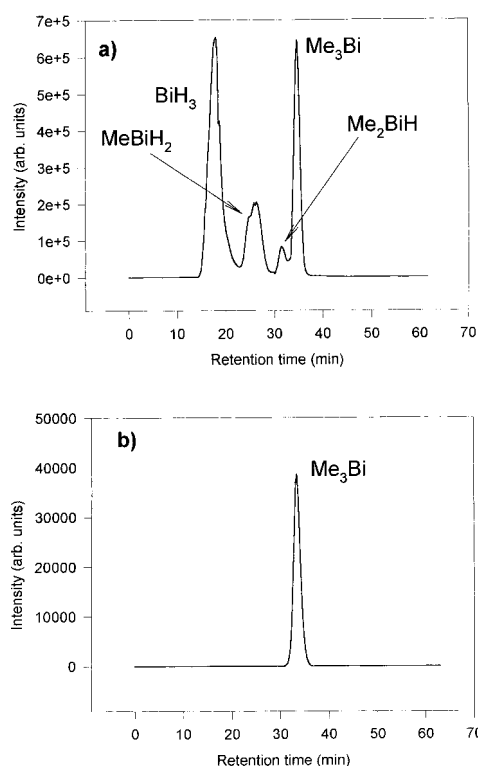 a)
Intensity (arb. units)
7e+5
6e+5
5e+5
4e+5
3e+5
2e+5
1e+5
0e+0
BiH₃
MeBiH₂
Me₃Bi
Me₂BiH
0 10 20 30 40 50 60 70
Retention time (min)
b)
Intensity (arb. units)
50000
40000
30000
20000
10000
0
Me₃Bi
0 10 20 30 40 50 60 70
Retention time (min)